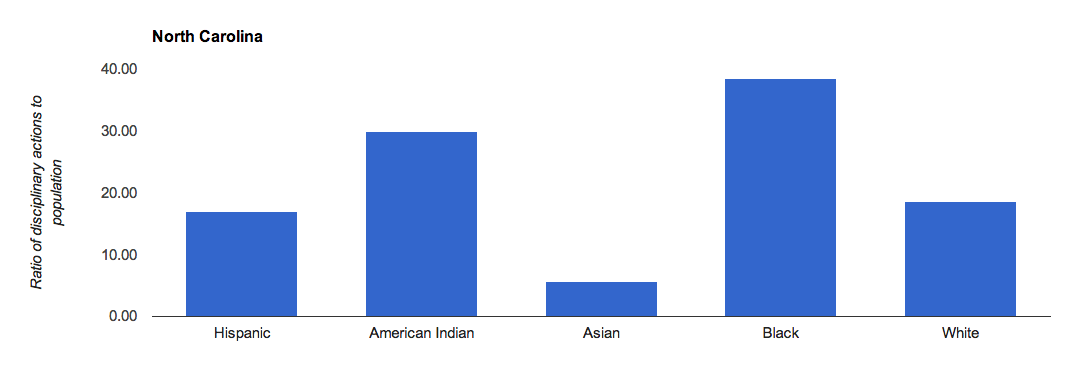 North Carolina
Ratio of disciplinary actions to
population
40.00
30.00
20.00
10.00
0.00
Hispanic
American Indian
Asian
Black
White